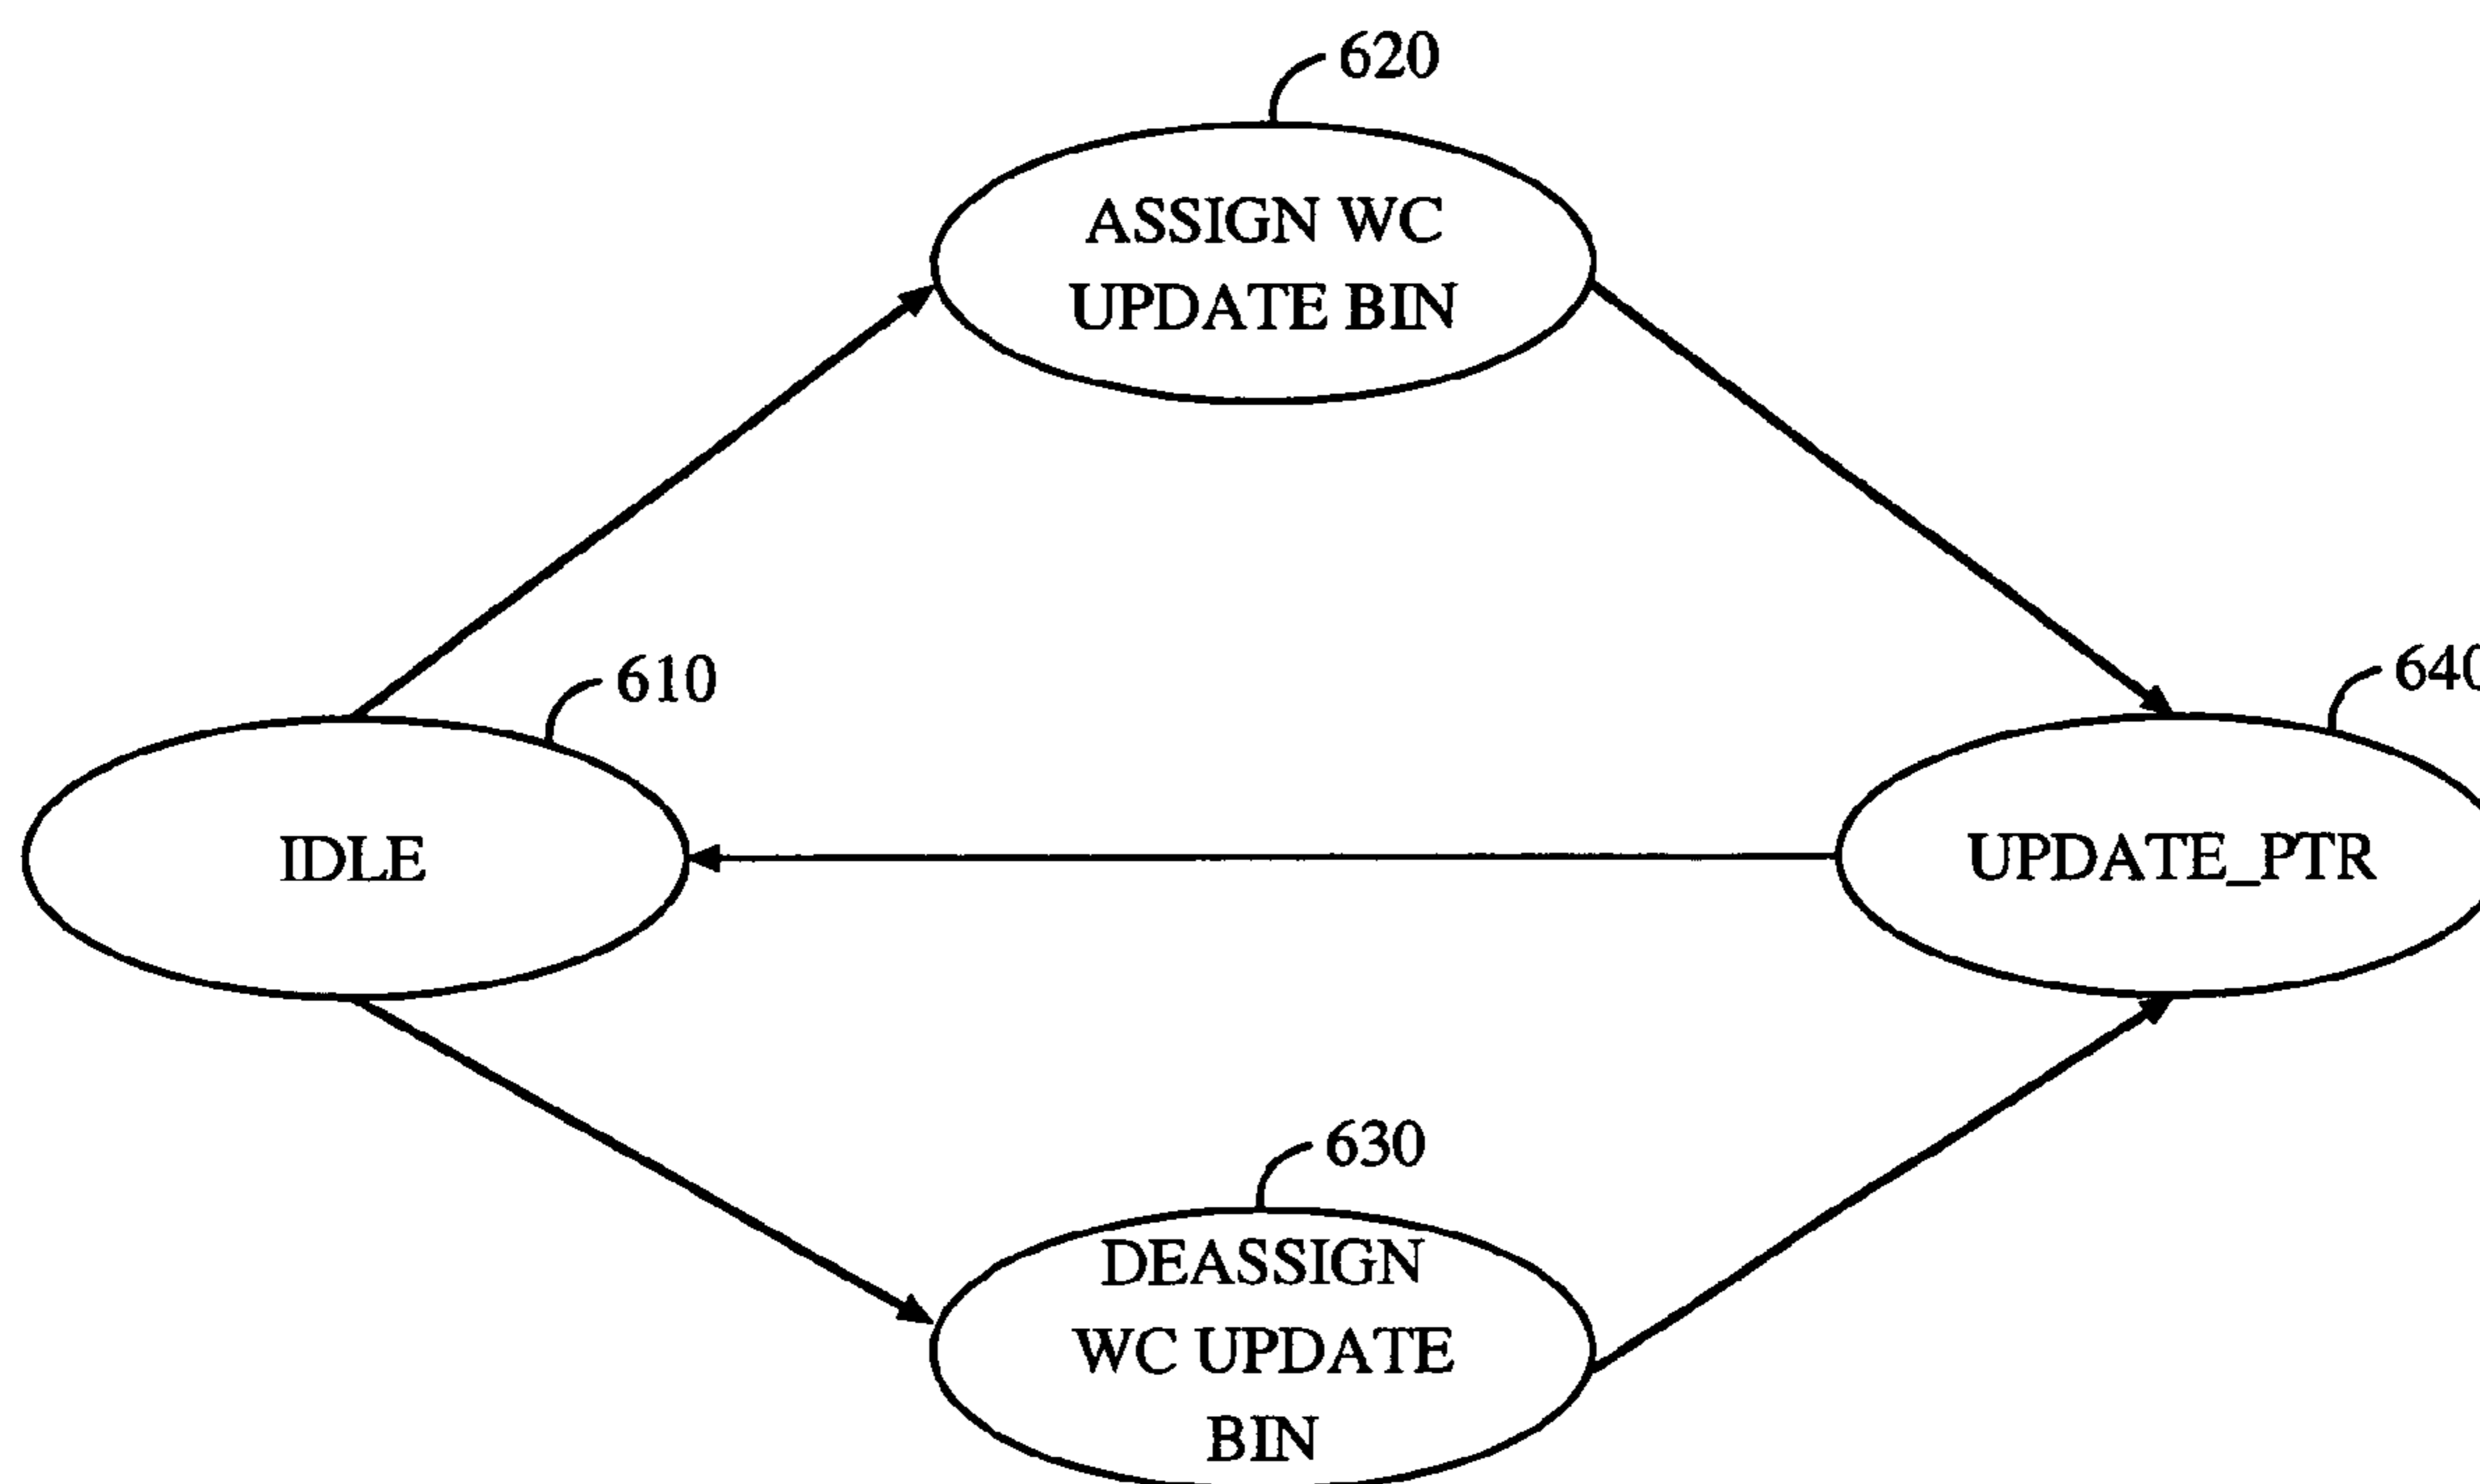 620
ASSIGN WC
UPDATE BIN
610
640
IDLE
UPDATE_PTR
630
DEASSIGN
WC UPDATE
BIN